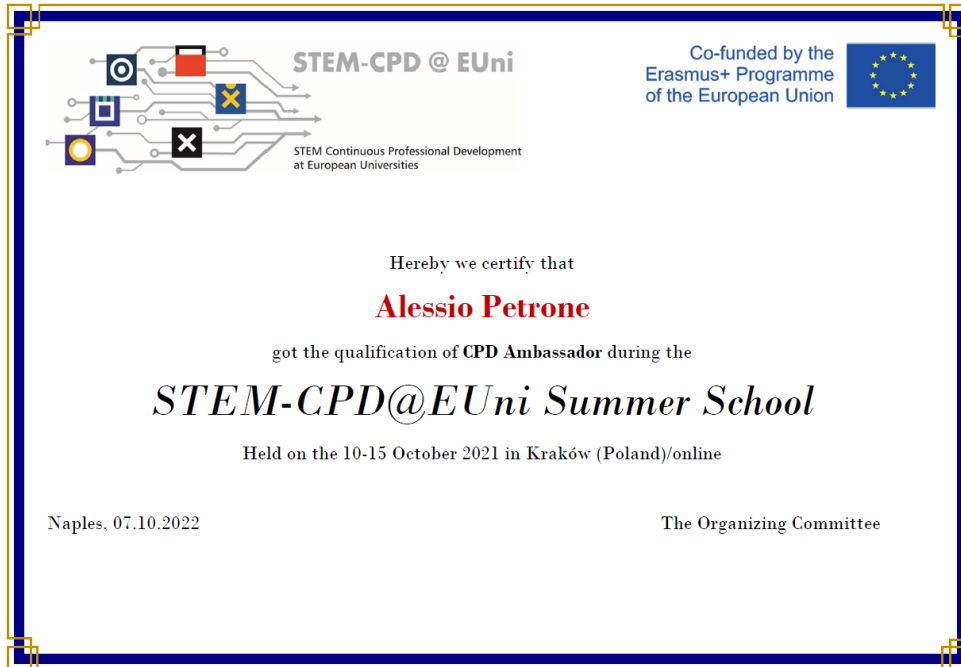 STEM-CPD @ EUni
STEM Continuous Professional Development
at European Universities
Co-funded by the
Erasmus+ Programme
of the European Union
Hereby we certify that
Alessio Petrone
got the qualification of CPD Ambassador during the
STEM-CPD@EUni Summer School
Held on the 10-15 October 2021 in Kraków (Poland)/online
Naples, 07.10.2022
The Organizing Committee